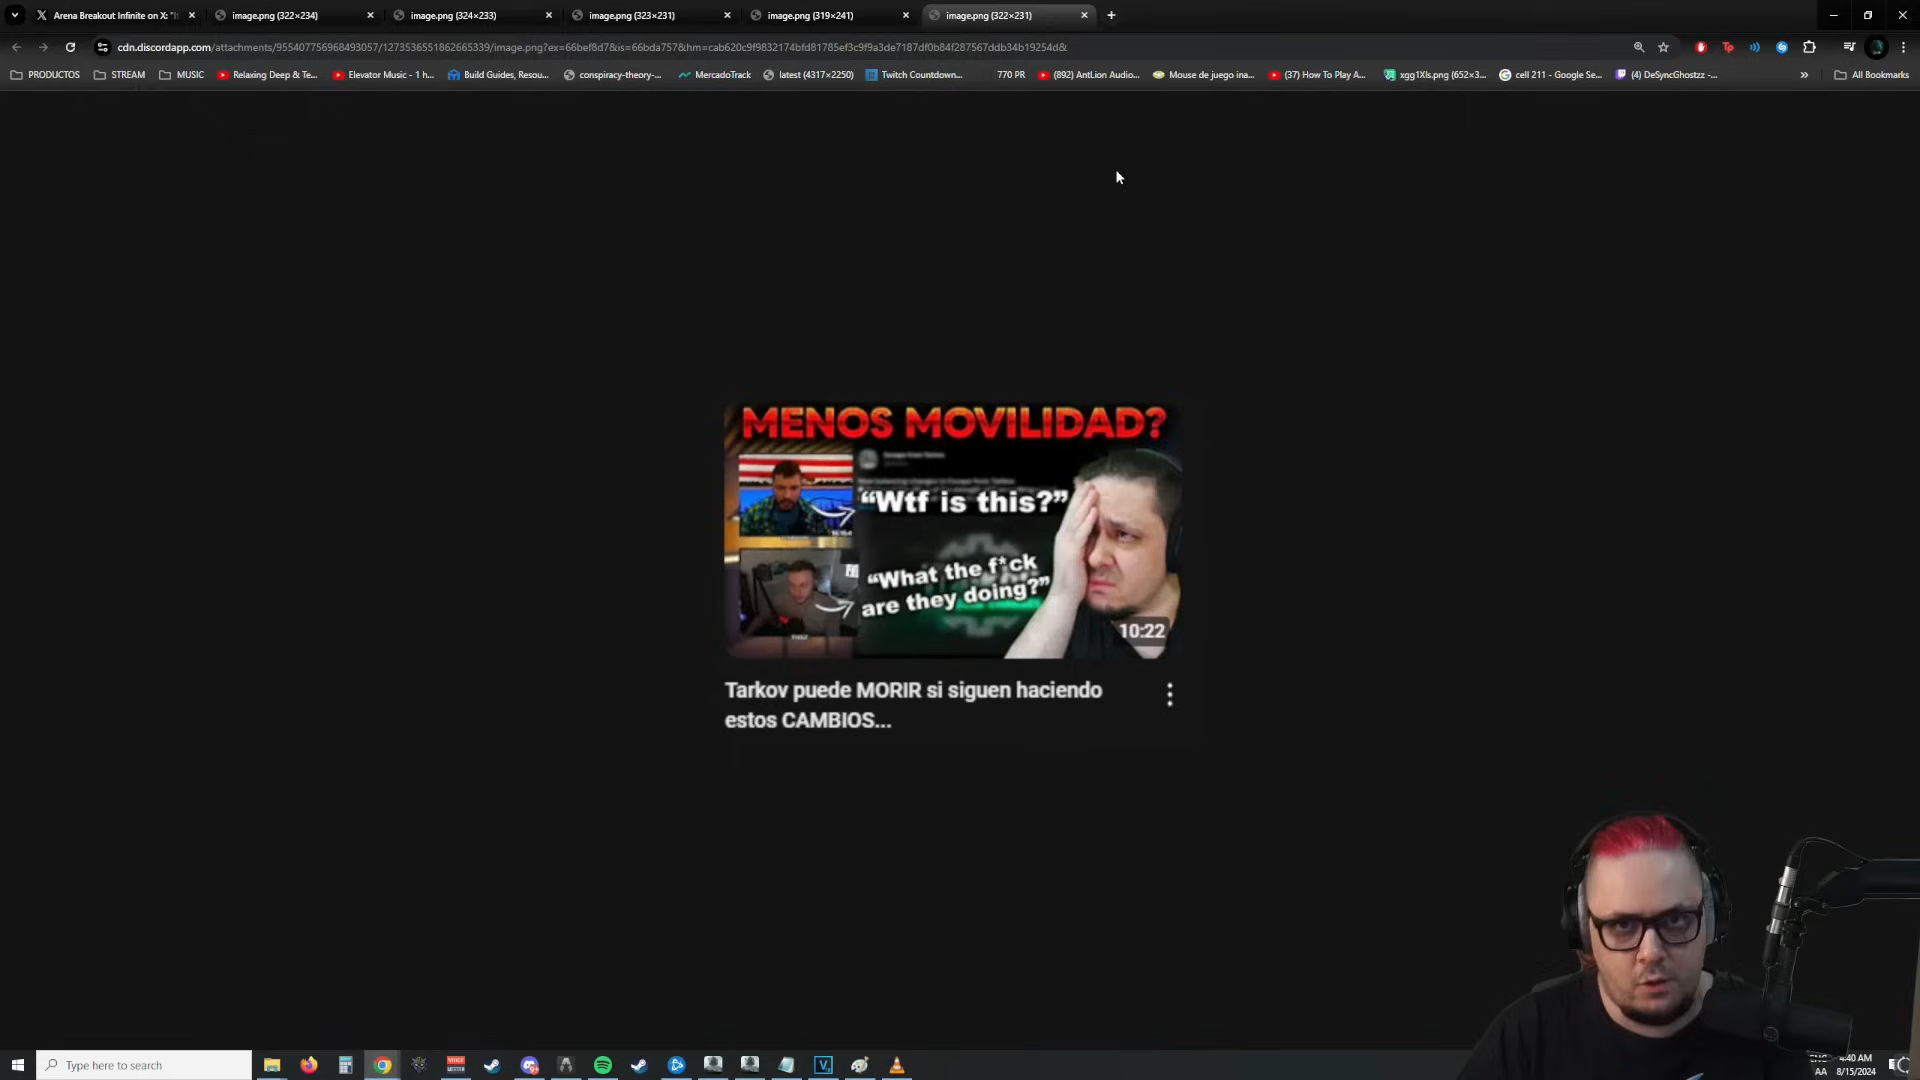 Arena Breakout Infinite on X: "I
image.png (322×234)
image.png (324×233)
image.png (323×231)
image.png (319×241)
image.png (322×231)
cdn.discordapp.com/attachments/955407756968493057/1273536551862665339/image.png?ex=66bef8d7&is=66bda757&hm=cab620c9f9832174bfd81785ef3c9f9a3de7187df0b84f287567ddb34b19254d&
PRODUCTOS
STREAM
MUSIC
Relaxing Deep & Te...
Elevator Music - 1 h...
Build Guides, Resou...
conspiracy-theory-...
MercadoTrack
latest (4317×2250)
Twitch Countdown...
770 PR
(892) AntLion Audio...
Mouse de juego ina...
(37) How To Play A...
xgg1Xls.png (652×3...
cell 211 - Google Se...
(4) DeSyncGhostzz -...
»
All Bookmarks
MENOS MOVILIDAD?
"Wtf is this?"
"What the f*ck
are they doing?"
10:22
Tarkov puede MORIR si siguen haciendo
estos CAMBIOS...
Type here to search
ENG
AA
4:40 AM
8/15/2024